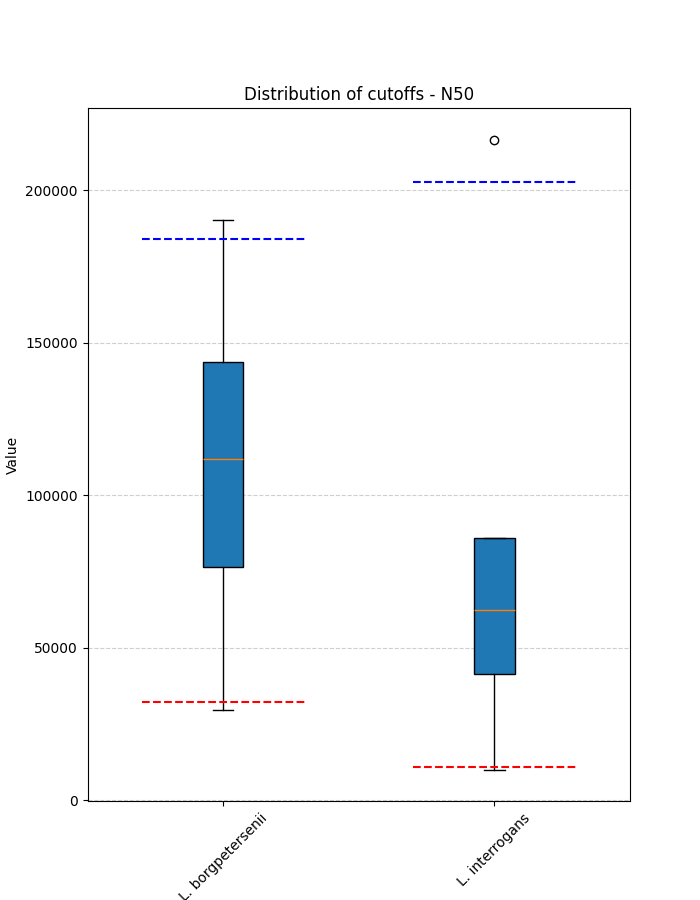 Distribution of cutoffs - N50
200000
150000
100000
50000
0
Value
L. borgpetersenii
L. interrogans